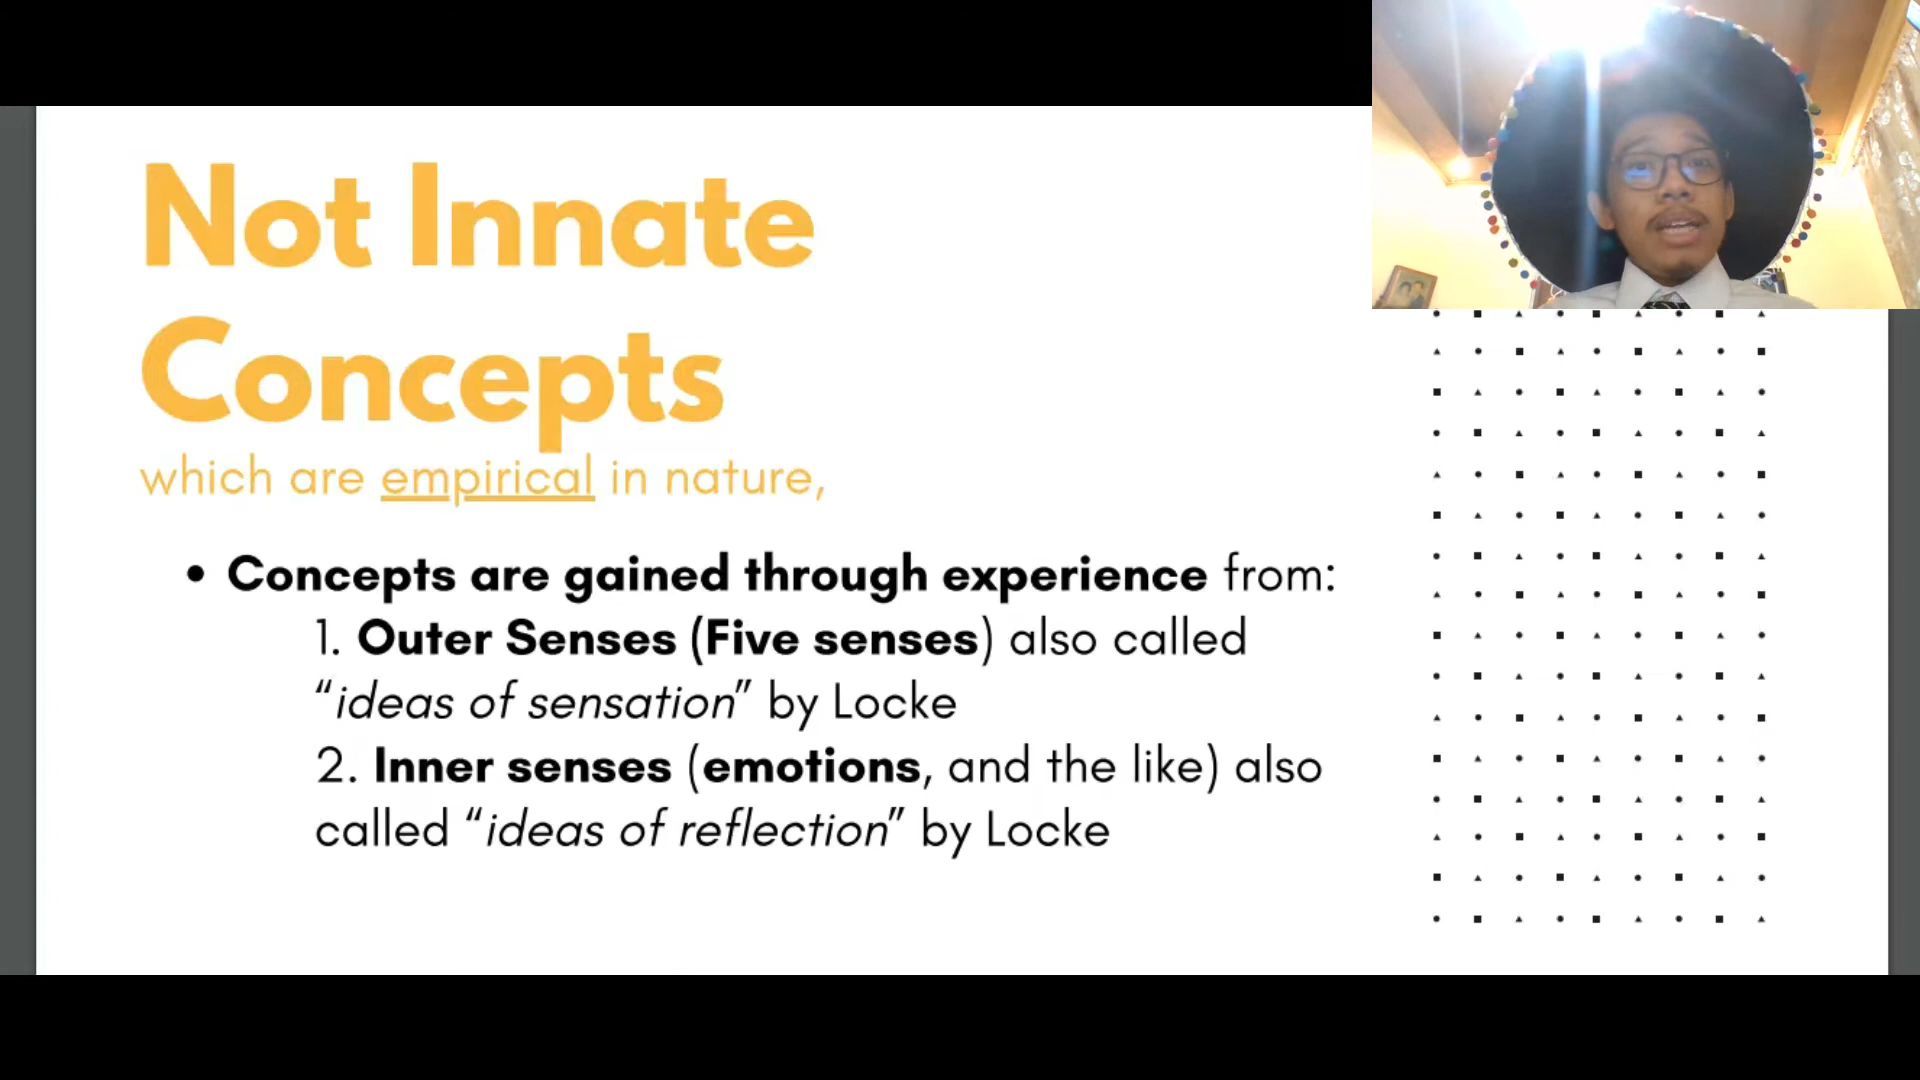 Not Innate
Concepts
which are empirical in nature,
• Concepts are gained through experience from:
1. Outer Senses (Five senses) also called
“ideas of sensation” by Locke
2. Inner senses (emotions, and the like) also
called “ideas of reflection” by Locke